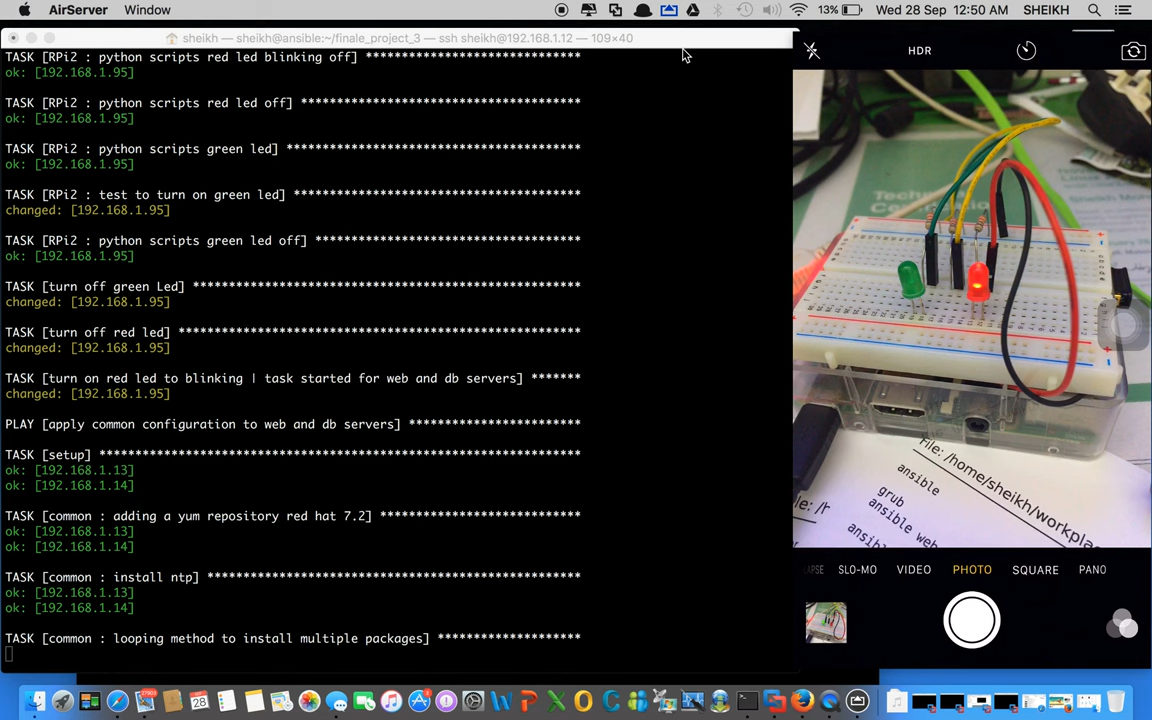 AirServer Window 13% Wed 28 Sep 12:50 AM SHEIKH
sheikh — sheikh@ansible:~/finale_project_3 — ssh sheikh@192.168.1.12 — 109×40
TASK [RPi2 : python scripts red led blinking off] *****************************
ok: [192.168.1.95]
TASK [RPi2 : python scripts red led off] **************************************
ok: [192.168.1.95]
TASK [RPi2 : python scripts green led] ****************************************
ok: [192.168.1.95]
TASK [RPi2 : test to turn on green led] ***************************************
changed: [192.168.1.95]
TASK [RPi2 : python scripts green led off] ************************************
ok: [192.168.1.95]
TASK [turn off green Led] *****************************************************
changed: [192.168.1.95]
TASK [turn off red led] *******************************************************
changed: [192.168.1.95]
TASK [turn on red led to blinking | task started for web and db servers] *******
changed: [192.168.1.95]
PLAY [apply common configuration to web and db servers] ************************
TASK [setup] *******************************************************************
ok: [192.168.1.13]
ok: [192.168.1.14]
TASK [common : adding a yum repository red hat 7.2] ****************************
ok: [192.168.1.13]
ok: [192.168.1.14]
TASK [common : install ntp] ****************************************************
ok: [192.168.1.13]
ok: [192.168.1.14]
TASK [common : looping method to install multiple packages] ********************
HDR
File: /home/sheikh/workplac
ansible
grub
ansible web
ansib
SLO-MO VIDEO PHOTO SQUARE PANO
28